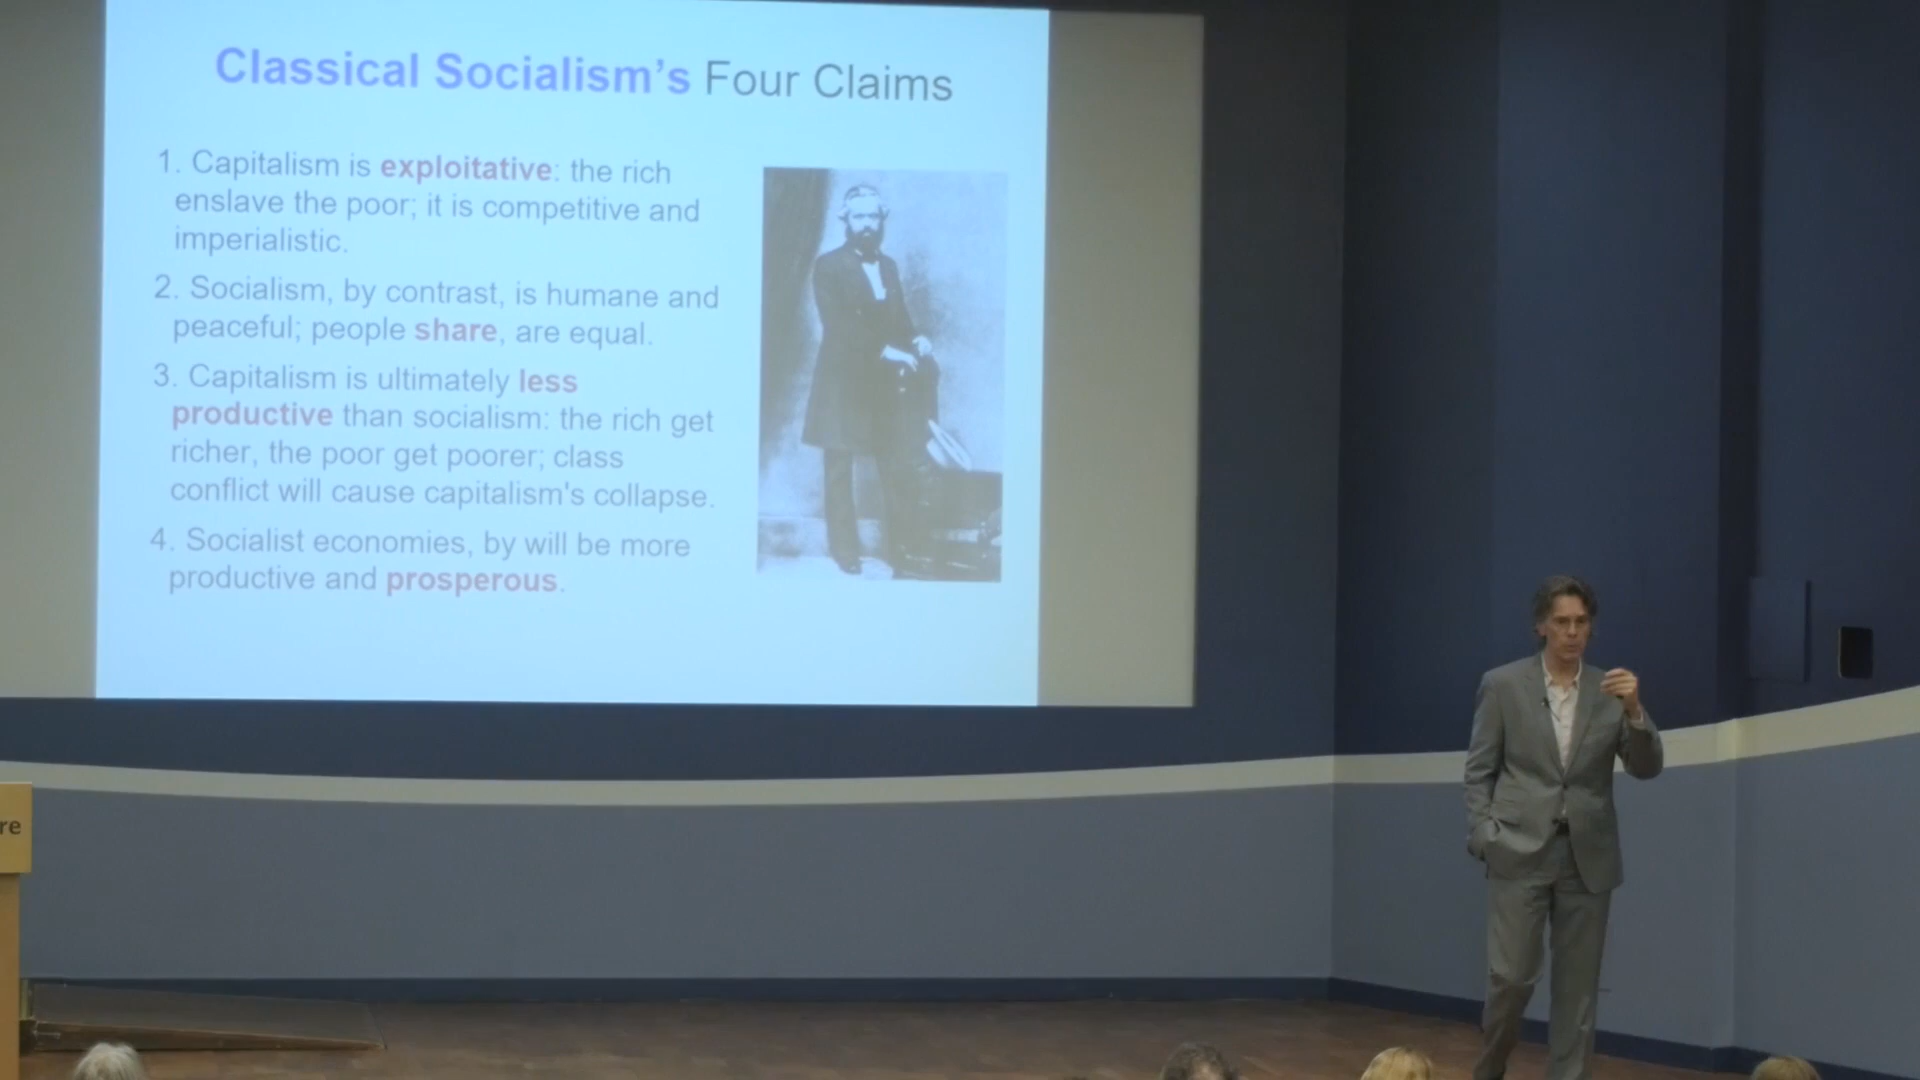 Classical Socialism’s Four Claims
1. Capitalism is exploitative: the rich
enslave the poor; it is competitive and
imperialistic.
2. Socialism, by contrast, is humane and
peaceful; people share, are equal.
3. Capitalism is ultimately less
productive than socialism: the rich get
richer, the poor get poorer; class
conflict will cause capitalism's collapse.
4. Socialist economies, by will be more
productive and prosperous.
re